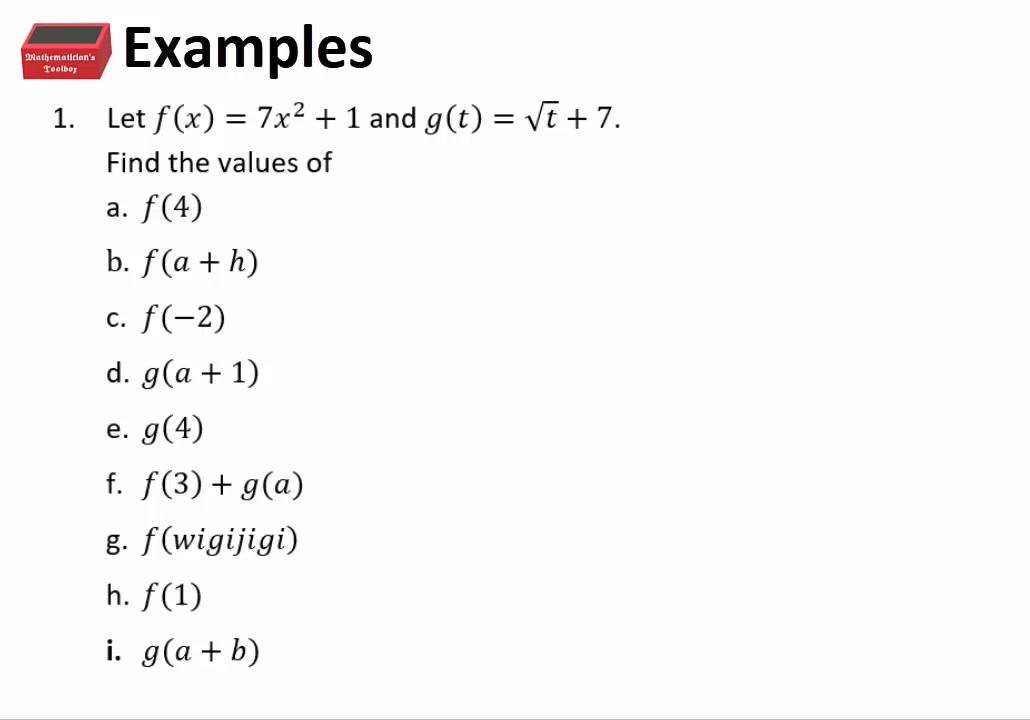 Mathematician's
Toolbox
Examples
1. Let f(x) = 7x² + 1 and g(t) = √t + 7.
Find the values of
a. f(4)
b. f(a + h)
c. f(−2)
d. g(a + 1)
e. g(4)
f. f(3) + g(a)
g. f(wigijigi)
h. f(1)
i. g(a + b)